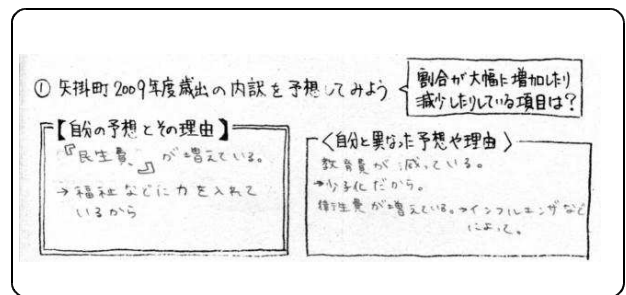 ① 矢掛町2009年度歳出の内訳を予想してみよう
割合が大幅に増加したり
減少したりしている項目は?
【自分の予想とその理由】
『民生費、』が増えている。
→福祉などに力を入れて
いるから
〈自分と異なった予想や理由〉
教育費が減っている。
→少子化だから。
衛生費が増えている。→インフルエンザなど
によって。